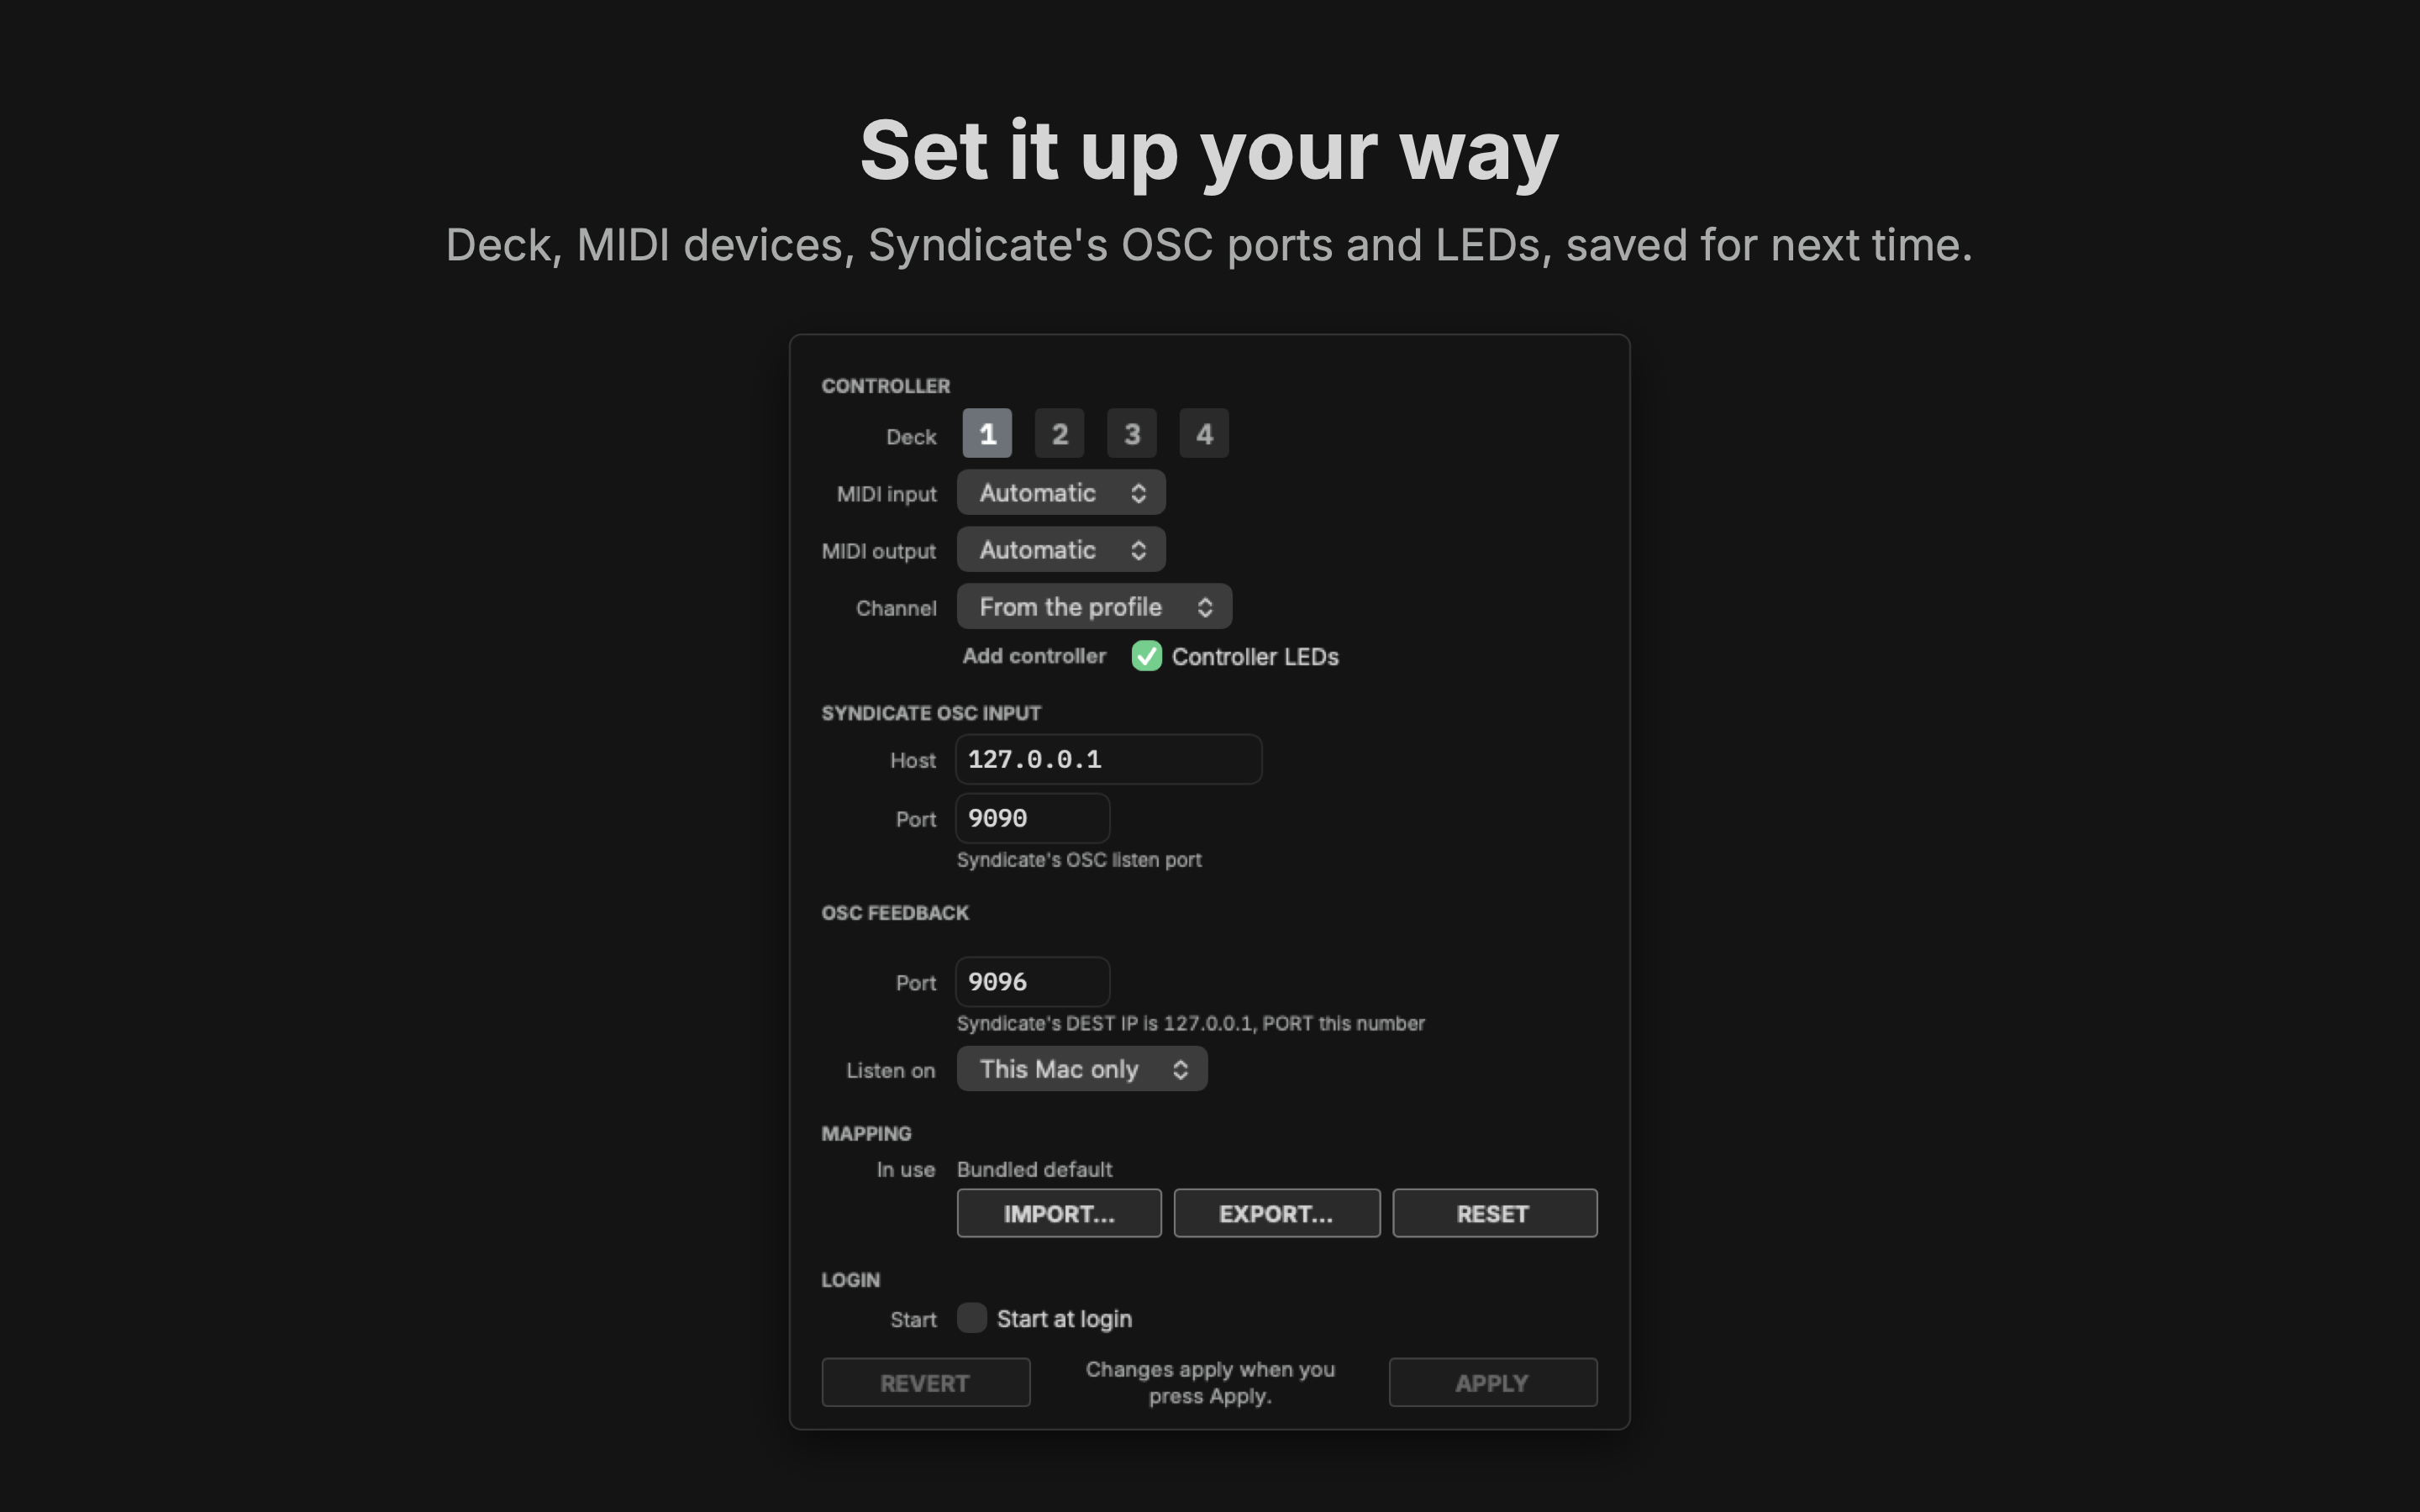 Set it up your way
Deck, MIDI devices, Syndicate's OSC ports and LEDs, saved for next time.
CONTROLLER
Deck 1 2 3 4
MIDI input Automatic
MIDI output Automatic
Channel From the profile
Add controller Controller LEDs
SYNDICATE OSC INPUT
Host 127.0.0.1
Port 9090
Syndicate's OSC listen port
OSC FEEDBACK
Port 9096
Syndicate's DEST IP is 127.0.0.1, PORT this number
Listen on This Mac only
MAPPING
In use Bundled default
IMPORT... EXPORT... RESET
LOGIN
Start Start at login
REVERT Changes apply when you press Apply. APPLY